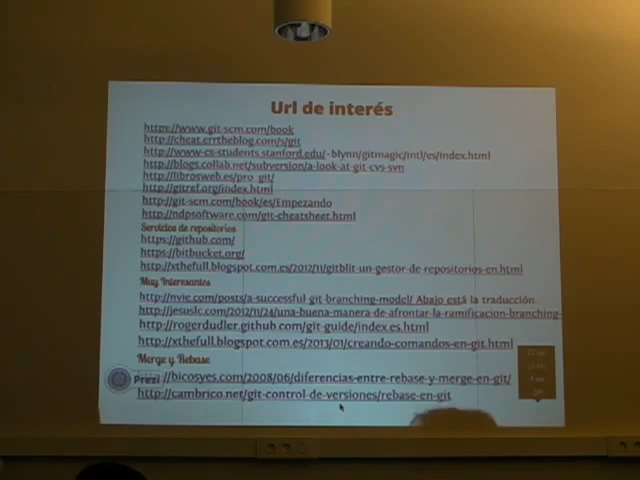 Url de interés
https://www.git-scm.com/book
http://cheat.errtheblog.com/s/git
http://www-cs-students.stanford.edu/~blynn/gitmagic/intl/es/index.html
http://blogs.collab.net/subversion/a-look-at-git-cvs-svn
http://librosweb.es/pro_git/
http://gitref.org/index.html
http://git-scm.com/book/es/Empezando
http://ndpsoftware.com/git-cheatsheet.html
Servicios de repositorios
https://github.com/
https://bitbucket.org/
http://xthefull.blogspot.com.es/2012/11/gitblit-un-gestor-de-repositorios-en.html
Muy Interesantes
http://nvie.com/posts/a-successful-git-branching-model/ Abajo está la traducción.
http://jesuslc.com/2012/11/24/una-buena-manera-de-afrontar-la-ramificacion-branching-
http://rogerdudler.github.com/git-guide/index.es.html
http://xthefull.blogspot.com.es/2013/01/creando-comandos-en-git.html
Merge y Rebase
Prezi //bicosyes.com/2008/06/diferencias-entre-rebase-y-merge-en-git/
http://cambrico.net/git-control-de-versiones/rebase-en-git